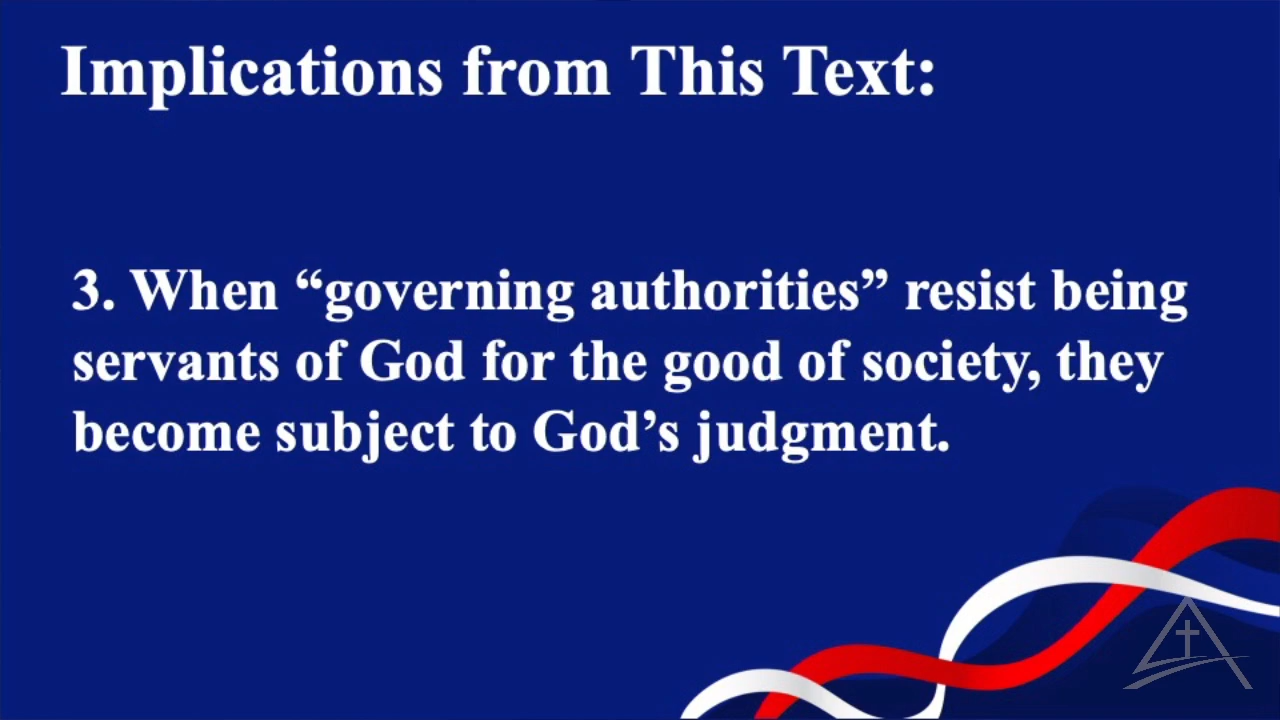 Implications from This Text:
3. When “governing authorities” resist being
servants of God for the good of society, they
become subject to God’s judgment.